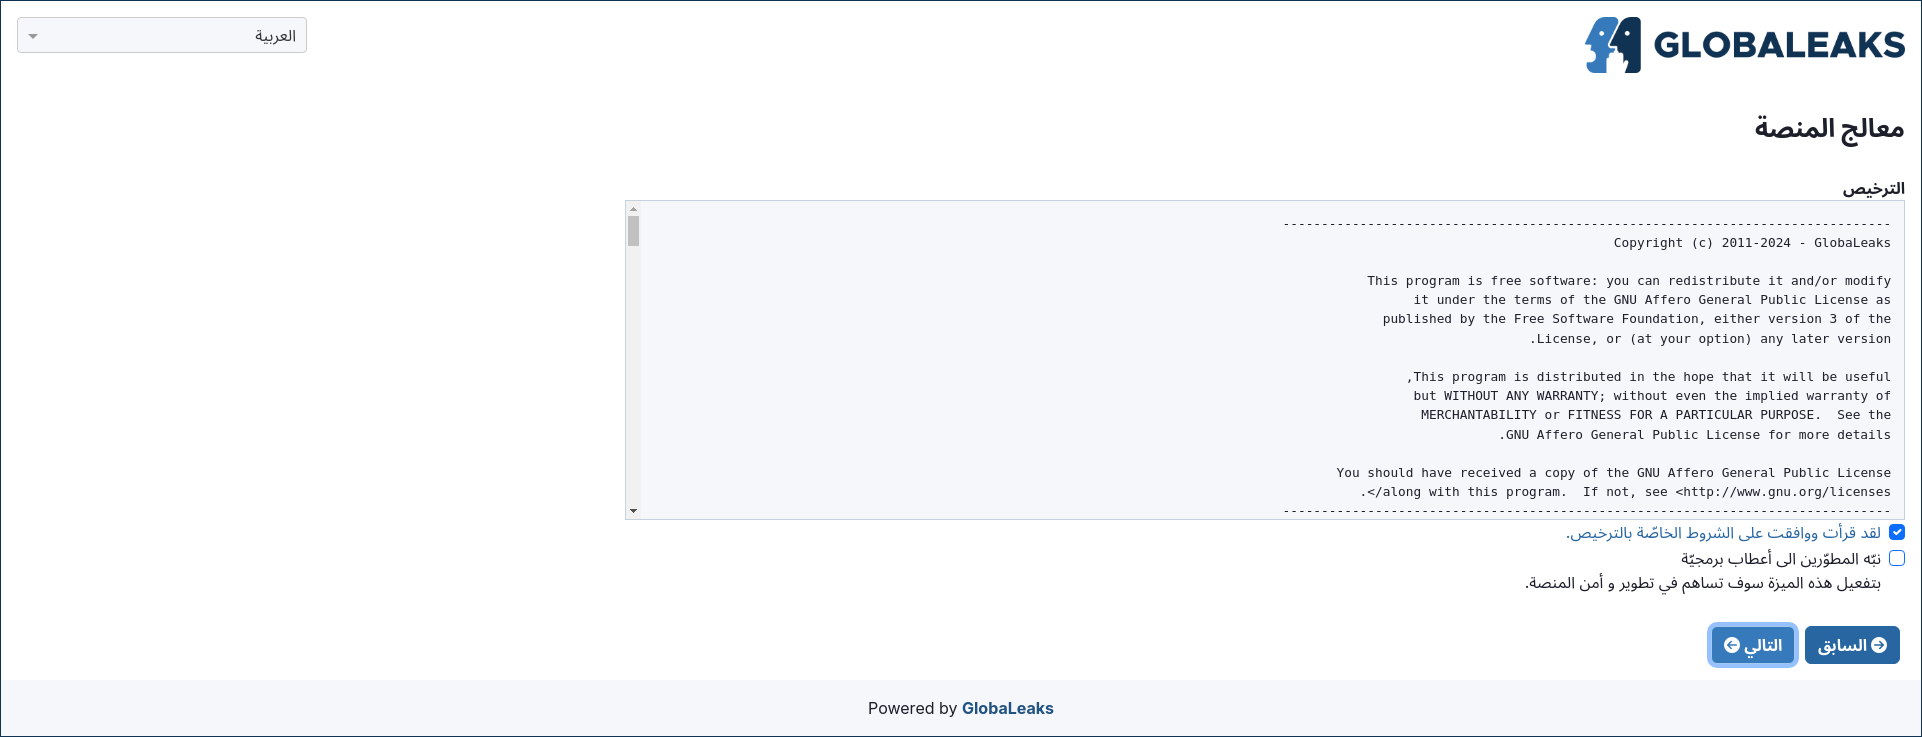 GLOBALEAKS
العربية
معالج المنصة
الترخيص
-------------------------------------------------------------------------------
Copyright (c) 2011-2024 - GlobaLeaks
This program is free software: you can redistribute it and/or modify
it under the terms of the GNU Affero General Public License as
published by the Free Software Foundation, either version 3 of the
.License, or (at your option) any later version
,This program is distributed in the hope that it will be useful
but WITHOUT ANY WARRANTY; without even the implied warranty of
MERCHANTABILITY or FITNESS FOR A PARTICULAR PURPOSE.  See the
.GNU Affero General Public License for more details
You should have received a copy of the GNU Affero General Public License
.</along with this program.  If not, see <http://www.gnu.org/licenses
-------------------------------------------------------------------------------
لقد قرأت ووافقت على الشروط الخاصّة بالترخيص.
نبّه المطوّرين الى أعطاب برمجيّة
بتفعيل هذه الميزة سوف تساهم في تطوير و أمن المنصة.
السابق
التالي
Powered by GlobaLeaks